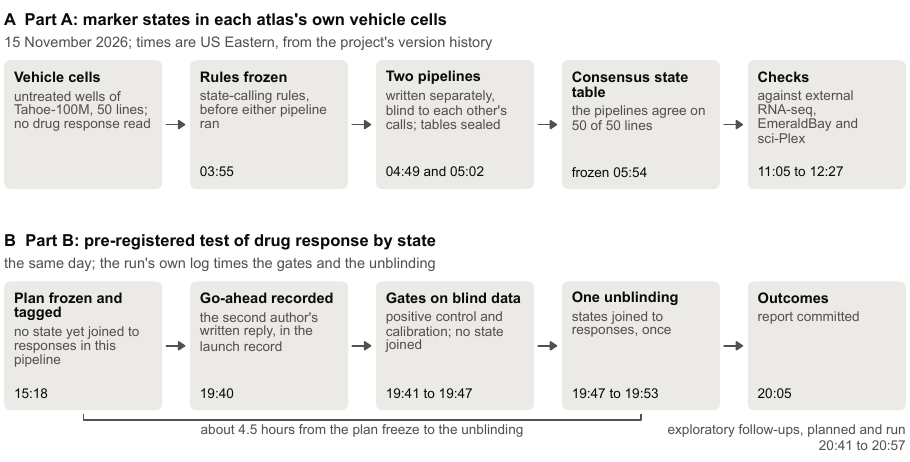 A Part A: marker states in each atlas's own vehicle cells
15 November 2026; times are US Eastern, from the project's version history
Vehicle cells
untreated wells of
Tahoe-100M, 50 lines;
no drug response read
Rules frozen
state-calling rules,
before either pipeline
ran
03:55
Two pipelines
written separately,
blind to each other's
calls; tables sealed
04:49 and 05:02
Consensus state
table
the pipelines agree on
50 of 50 lines
frozen 05:54
Checks
against external
RNA-seq,
EmeraldBay and
sci-Plex
11:05 to 12:27
B Part B: pre-registered test of drug response by state
the same day; the run's own log times the gates and the unblinding
Plan frozen and
tagged
no state yet joined to
responses in this
pipeline
15:18
Go-ahead recorded
the second author's
written reply, in the
launch record
19:40
Gates on blind data
positive control and
calibration; no state
joined
19:41 to 19:47
One unblinding
states joined to
responses, once
19:47 to 19:53
Outcomes
report committed
20:05
about 4.5 hours from the plan freeze to the unblinding
exploratory follow-ups, planned and run
20:41 to 20:57